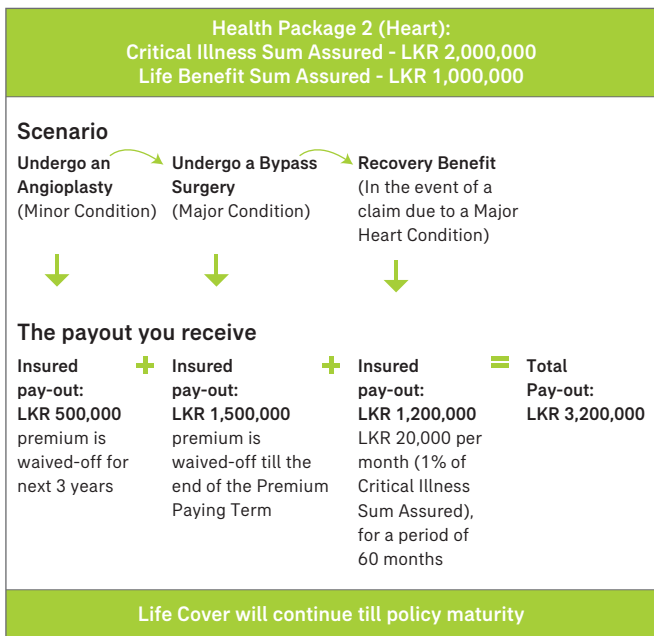 Health Package 2 (Heart):
Critical Illness Sum Assured - LKR 2,000,000
Life Benefit Sum Assured - LKR 1,000,000
Scenario
Undergo an
Angioplasty
(Minor Condition)
Undergo a Bypass
Surgery
(Major Condition)
Recovery Benefit
(In the event of a
claim due to a Major
Heart Condition)
The payout you receive
Insured
pay-out:
LKR 500,000
premium is
waived-off for
next 3 years
+
Insured
pay-out:
LKR 1,500,000
premium is
waived-off till the
end of the Premium
Paying Term
+
Insured
pay-out:
LKR 1,200,000
LKR 20,000 per
month (1% of
Critical Illness
Sum Assured),
for a period of
60 months
=
Total
Pay-out:
LKR 3,200,000
Life Cover will continue till policy maturity